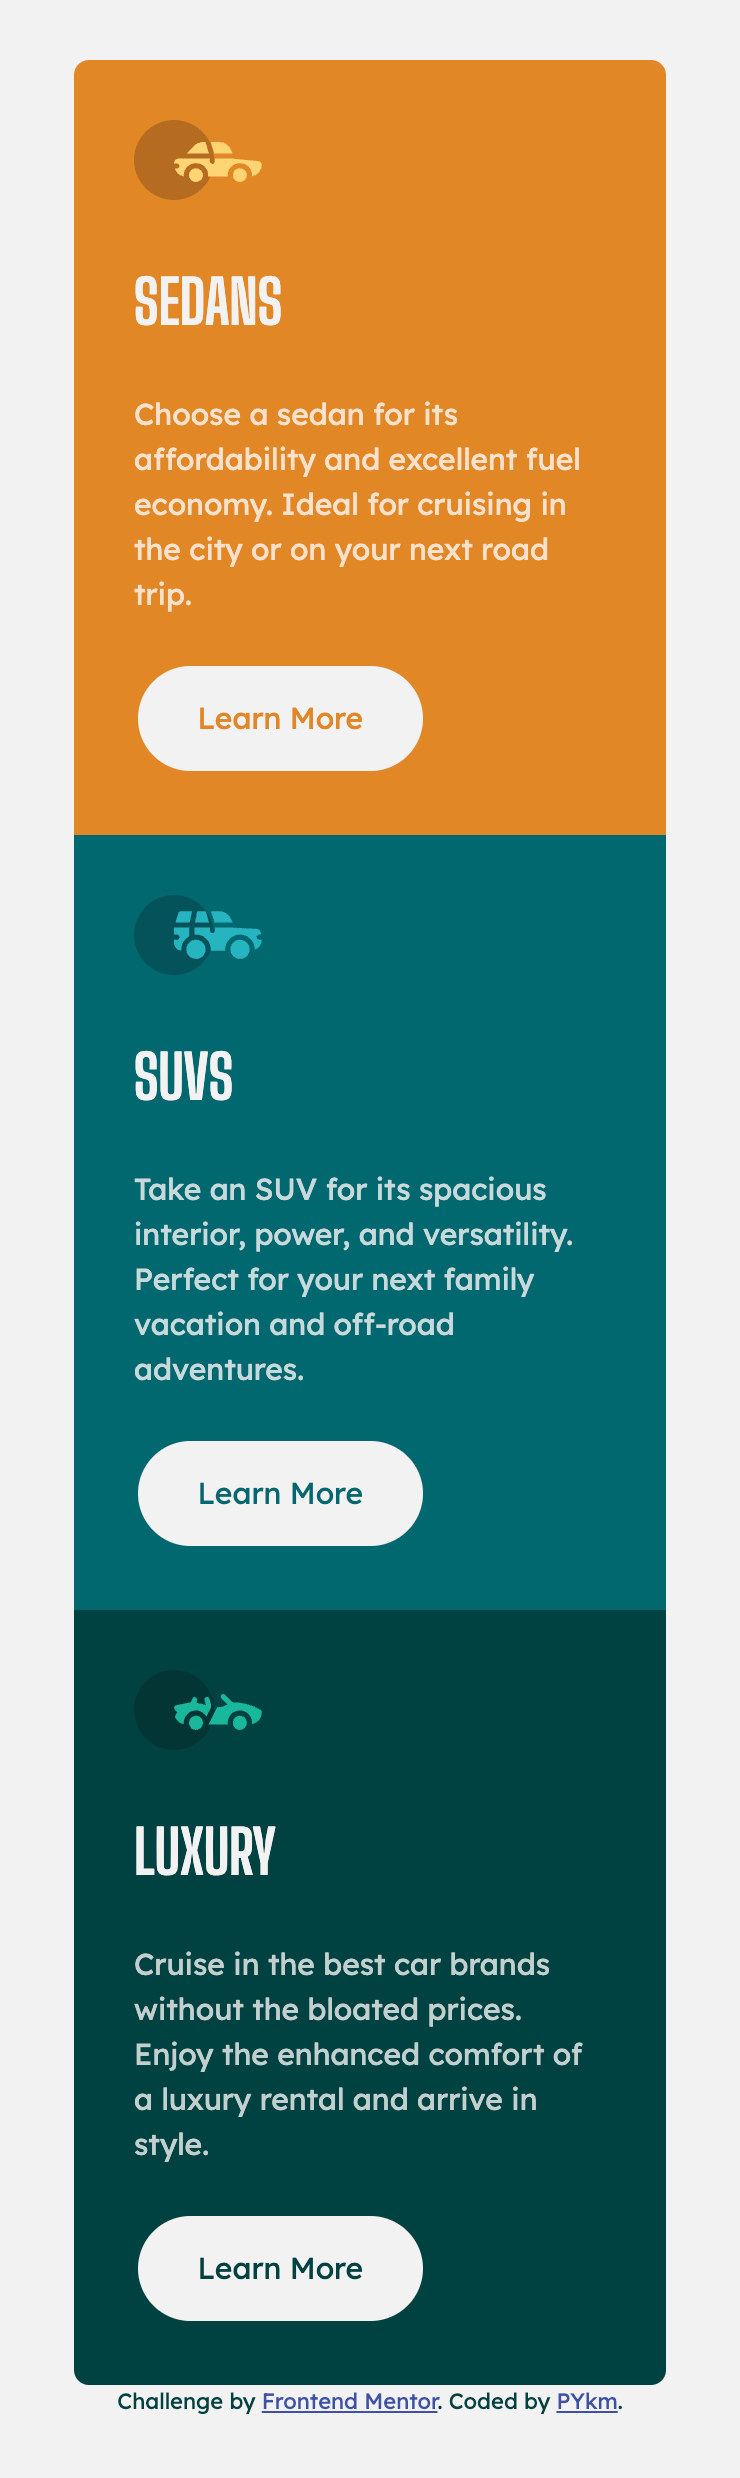 SEDANS
Choose a sedan for its
affordability and excellent fuel
economy. Ideal for cruising in
the city or on your next road
trip.
Learn More
SUVS
Take an SUV for its spacious
interior, power, and versatility.
Perfect for your next family
vacation and off-road
adventures.
Learn More
LUXURY
Cruise in the best car brands
without the bloated prices.
Enjoy the enhanced comfort of
a luxury rental and arrive in
style.
Learn More
Challenge by Frontend Mentor. Coded by PYkm.